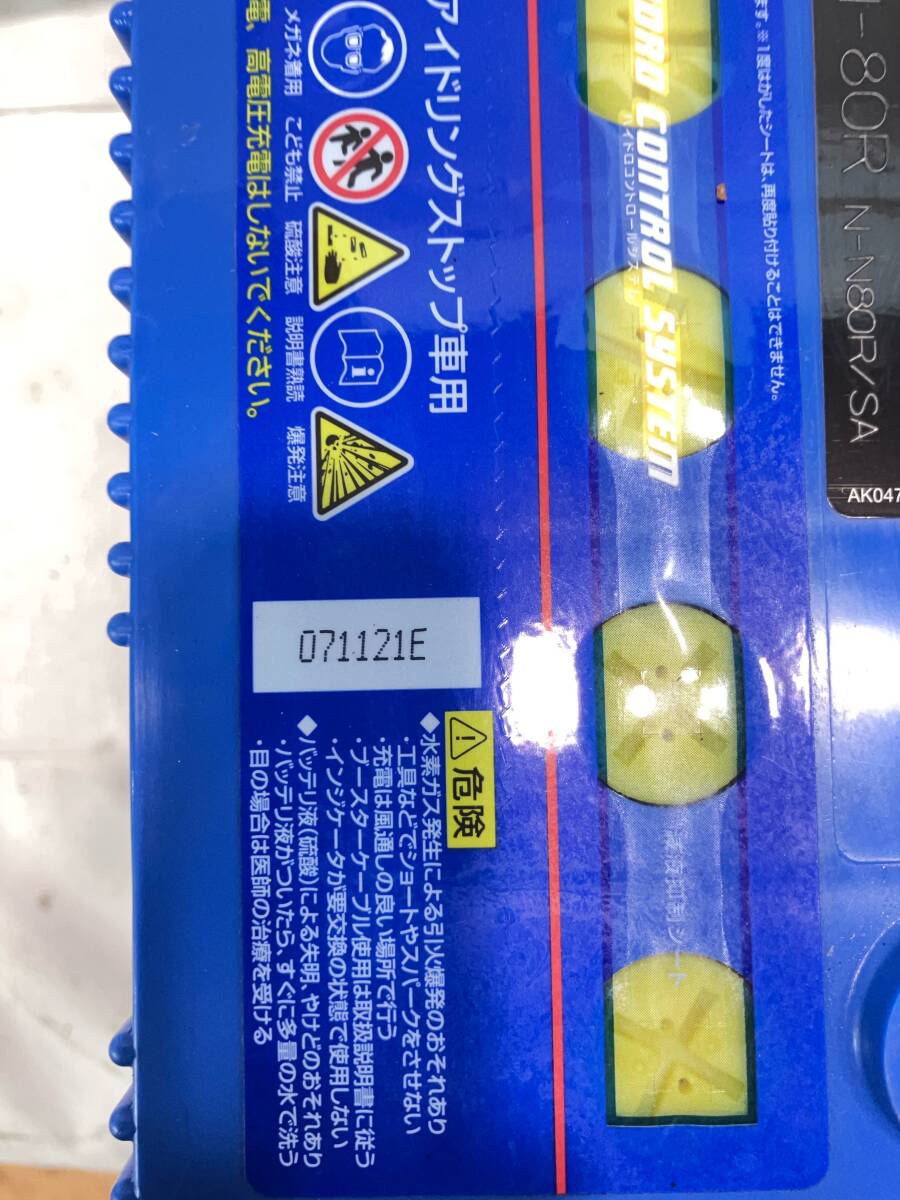 -80R N-N80R/SA
AK047
ます。※1度はがしたシートは、再度貼り付けることはできません。
DRO CONTROL SYSTEM
ハイドロコントロールシステム
アイドリングストップ車用
メガネ着用 こども禁止 硫酸注意 説明書熟読 爆発注意
電、高電圧充電はしないでください。
071121E
危険
◆水素ガス発生による引火爆発のおそれあり
・工具などでショートやスパークをさせない
・充電は風通しの良い場所で行う
・ブースターケーブル使用は取扱説明書に従う
・インジケータが要交換の状態で使用しない
◆バッテリ液(硫酸)による失明、やけどのおそれあり
・バッテリ液がついたら、すぐに多量の水で洗う
・目の場合は医師の治療を受ける